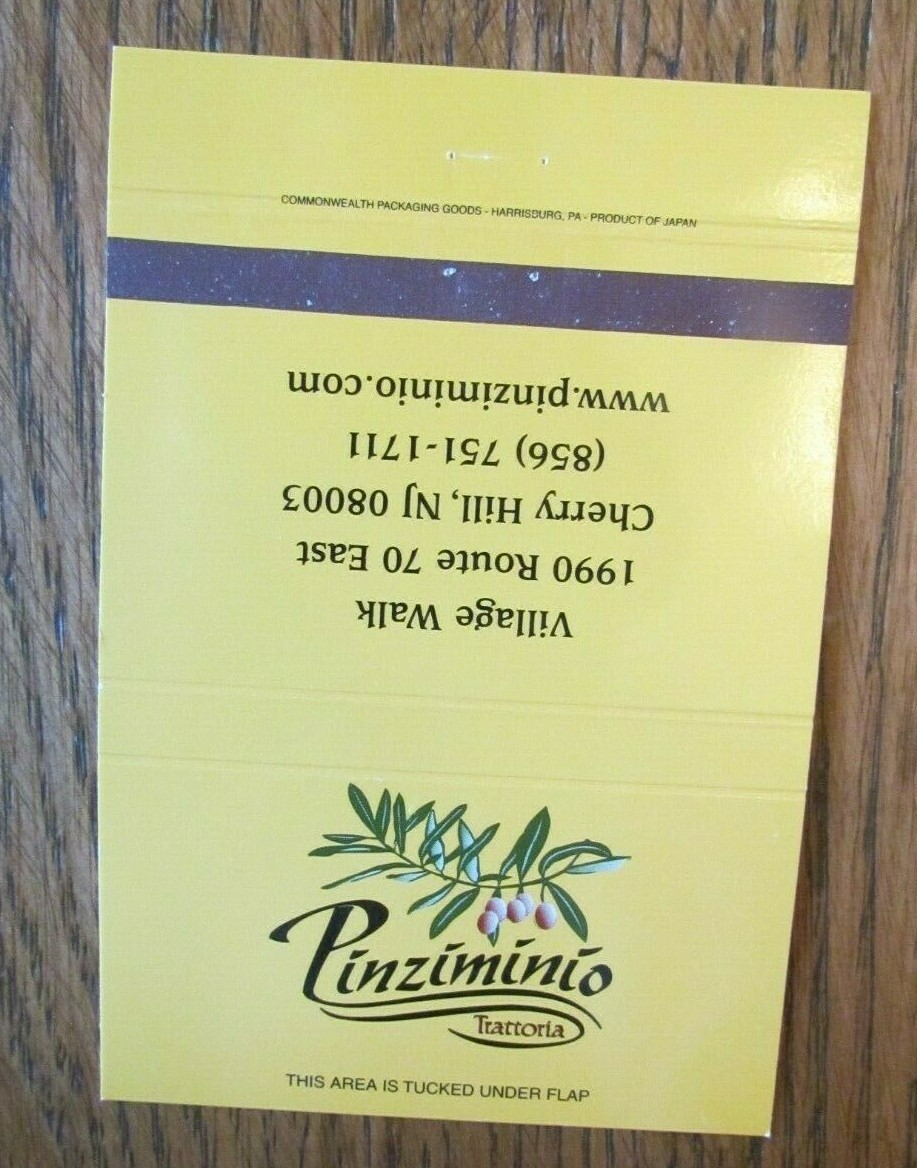 COMMONWEALTH PACKAGING GOODS - HARRISBURG, PA - PRODUCT OF JAPAN
Village Walk
1990 Route 70 East
Cherry Hill, NJ 08003
(856) 751-1711
www.pinziminio.com
Pinziminio
Trattoria
THIS AREA IS TUCKED UNDER FLAP